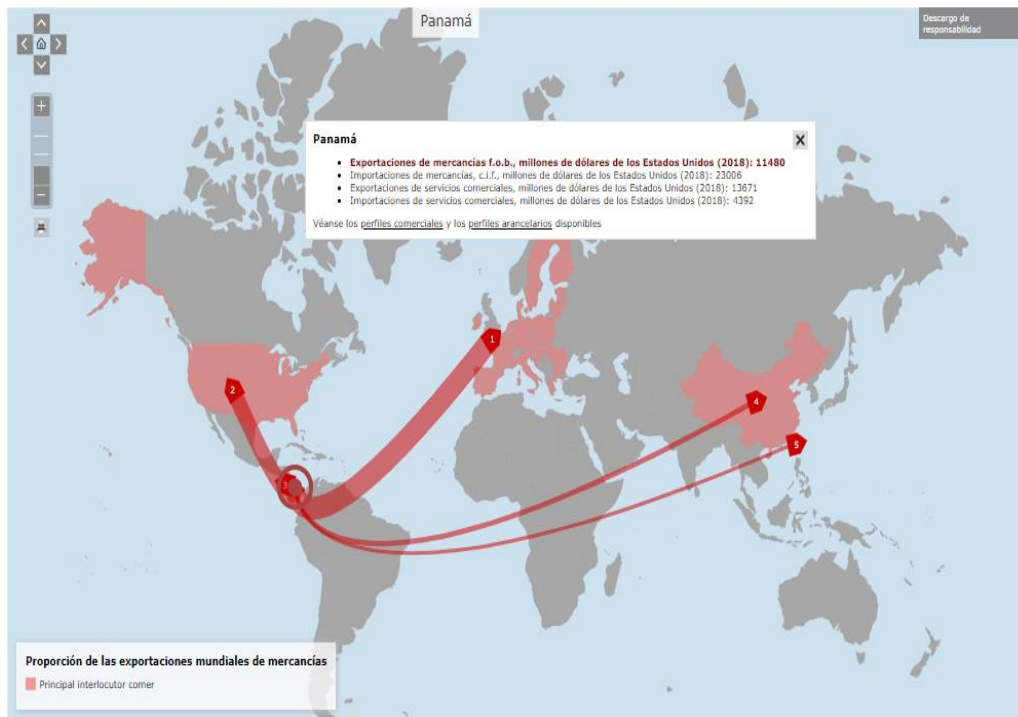 Panamá
Descargo de
responsabilidad
Panamá
X
• Exportaciones de mercancías f.o.b., millones de dólares de los Estados Unidos (2018): 11480
• Importaciones de mercancías, c.i.f., millones de dólares de los Estados Unidos (2018): 23006
• Exportaciones de servicios comerciales, millones de dólares de los Estados Unidos (2018): 13671
• Importaciones de servicios comerciales, millones de dólares de los Estados Unidos (2018): 4392
Véanse los perfiles comerciales y los perfiles arancelarios disponibles
1
2
4
5
3
Proporción de las exportaciones mundiales de mercancías
Principal interlocutor comer